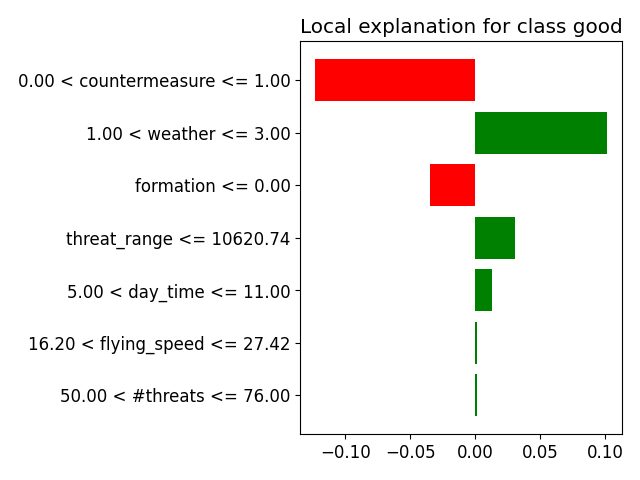 Local explanation for class good
0.00 < countermeasure <= 1.00
1.00 < weather <= 3.00
formation <= 0.00
threat_range <= 10620.74
5.00 < day_time <= 11.00
16.20 < flying_speed <= 27.42
50.00 < #threats <= 76.00
−0.10 −0.05 0.00 0.05 0.10